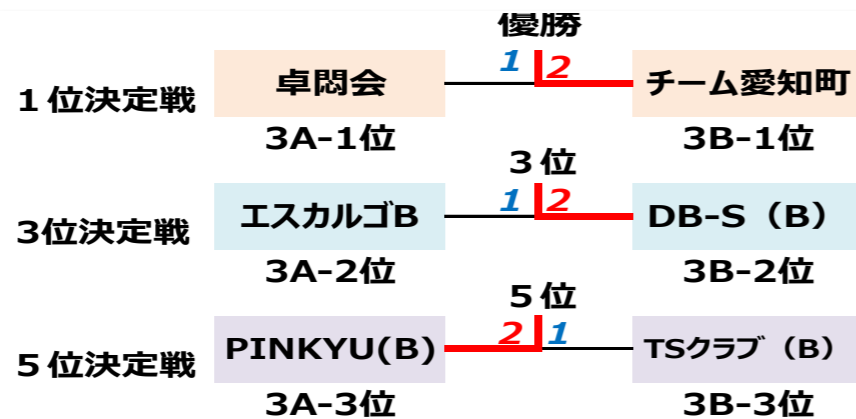 優勝
1位決定戦 卓悶会 1 2 チーム愛知町
3A-1位 3B-1位
3位
3位決定戦 エスカルゴB 1 2 DB-S（B）
3A-2位 3B-2位
5位
5位決定戦 PINKYU(B) 2 1 TSクラブ（B）
3A-3位 3B-3位